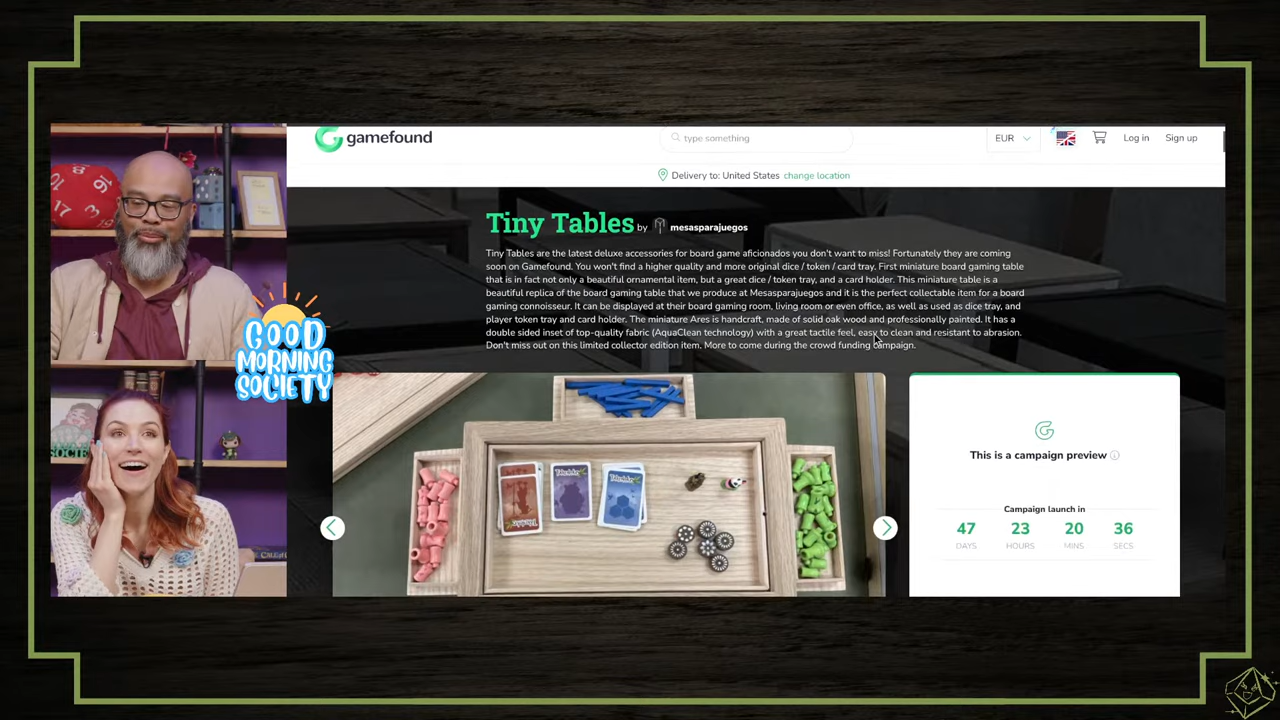 gamefound
type something
EUR
Log in
Sign up
Delivery to: United States change location
Tiny Tables by mesasparajuegos
Tiny Tables are the latest deluxe accessories for board game aficionados you don't want to miss! Fortunately they are coming
soon on Gamefound. You won't find a higher quality and more original dice / token / card tray. First miniature board gaming table
that is in fact not only a beautiful ornamental item, but a great dice / token tray, and a card holder. This miniature table is a
beautiful replica of the board gaming table that we produce at Mesasparajuegos and it is the perfect collectable item for a board
gaming connoisseur. It can be displayed at their board gaming room, living room or even office, as well as used as dice tray, and
player token tray and card holder. The miniature Ares is handcraft, made of solid oak wood and professionally painted. It has a
double sided inset of top-quality fabric (AquaClean technology) with a great tactile feel, easy to clean and resistant to abrasion.
Don't miss out on this limited collector edition item. More to come during the crowd funding campaign.
GOOD
MORNING
SOCIETY
This is a campaign preview
Campaign launch in
47 23 20 36
DAYS HOURS MINS SECS